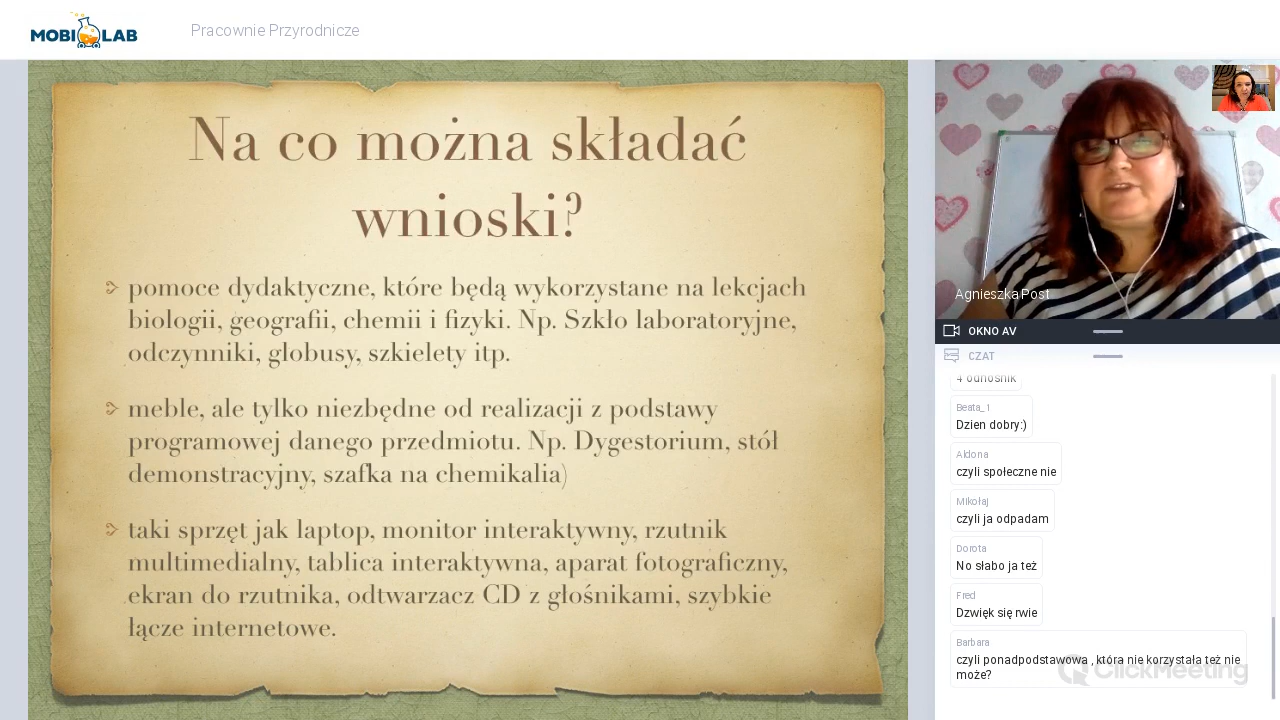 MOBILAB
Pracownie Przyrodnicze
Na co można składać
wnioski?
pomoce dydaktyczne, które będą wykorzystane na lekcjach
biologii, geografii, chemii i fizyki. Np. Szkło laboratoryjne,
odczynniki, globusy, szkielety itp.
meble, ale tylko niezbędne od realizacji z podstawy
programowej danego przedmiotu. Np. Dygestorium, stół
demonstracyjny, szafka na chemikalia)
taki sprzęt jak laptop, monitor interaktywny, rzutnik
multimedialny, tablica interaktywna, aparat fotograficzny,
ekran do rzutnika, odtwarzacz CD z głośnikami, szybkie
łącze internetowe.
Agnieszka Post
OKNO AV
CZAT
4 odnośnik
Beata_1
Dzien dobry:)
Aldona
czyli społeczne nie
Mikołaj
czyli ja odpadam
Dorota
No słabo ja też
Fred
Dzwięk się rwie
Barbara
czyli ponadpodstawowa , która nie korzystała też nie
może?
ClickMeeting